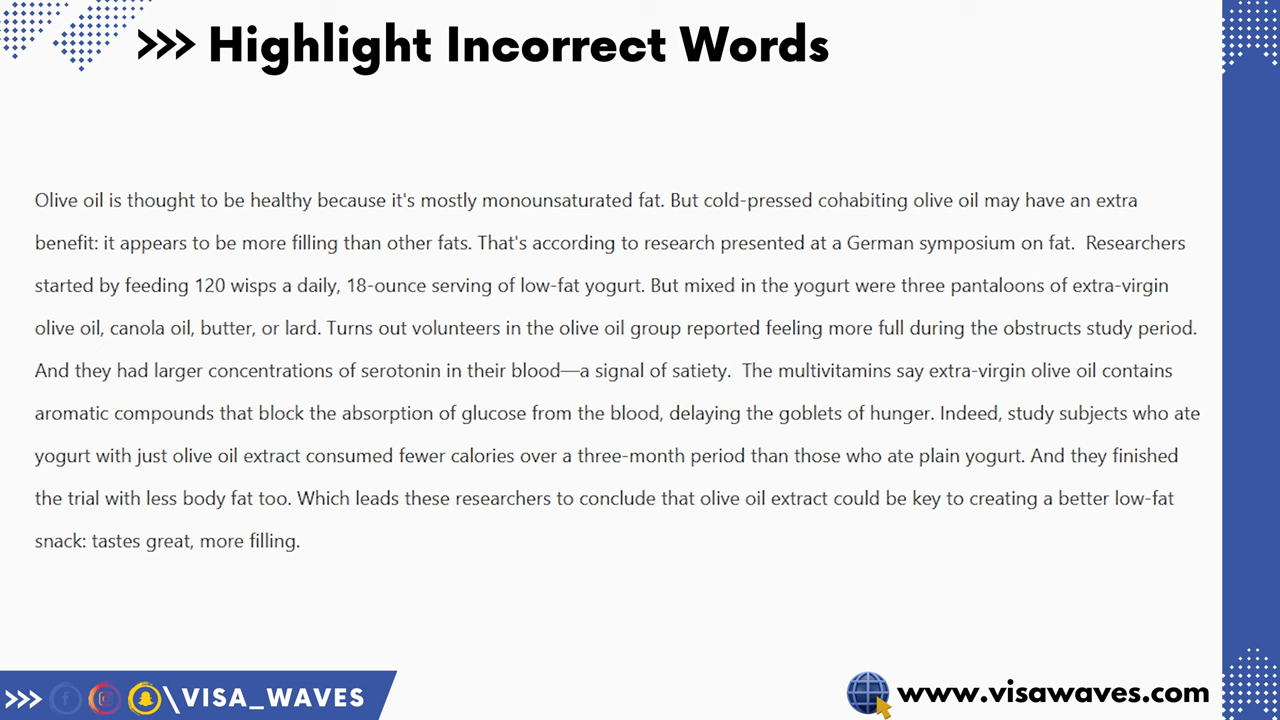 >>> Highlight Incorrect Words
Olive oil is thought to be healthy because it's mostly monounsaturated fat. But cold-pressed cohabiting olive oil may have an extra
benefit: it appears to be more filling than other fats. That's according to research presented at a German symposium on fat.  Researchers
started by feeding 120 wisps a daily, 18-ounce serving of low-fat yogurt. But mixed in the yogurt were three pantaloons of extra-virgin
olive oil, canola oil, butter, or lard. Turns out volunteers in the olive oil group reported feeling more full during the obstructs study period.
And they had larger concentrations of serotonin in their blood—a signal of satiety.  The multivitamins say extra-virgin olive oil contains
aromatic compounds that block the absorption of glucose from the blood, delaying the goblets of hunger. Indeed, study subjects who ate
yogurt with just olive oil extract consumed fewer calories over a three-month period than those who ate plain yogurt. And they finished
the trial with less body fat too. Which leads these researchers to conclude that olive oil extract could be key to creating a better low-fat
snack: tastes great, more filling.
>>> \VISA_WAVES
www.visawaves.com